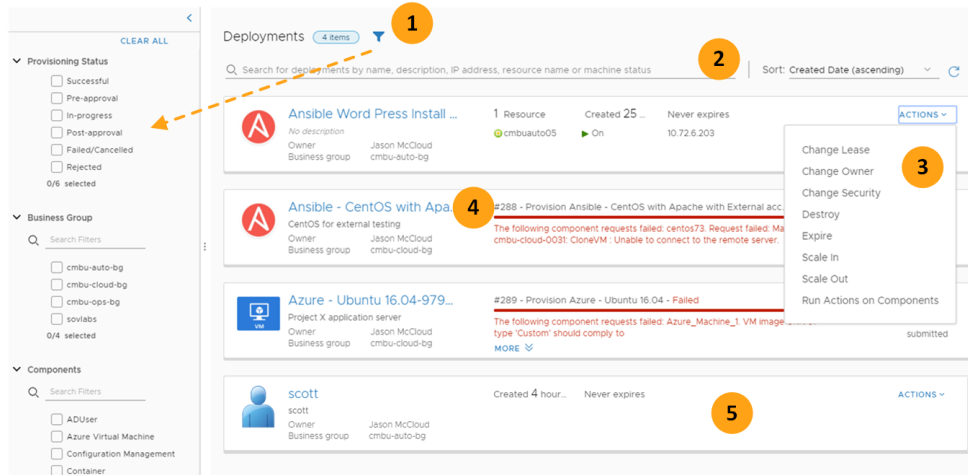 CLEAR ALL
Provisioning Status
Successful
Pre-approval
In-progress
Post-approval
Failed/Cancelled
Rejected
0/6 selected
Business Group
Search Filters
cmbu-auto-bg
cmbu-cloud-bg
cmbu-ops-bg
sovlabs
0/4 selected
Components
Search Filters
ADUser
Azure Virtual Machine
Configuration Management
Container
Deployments 4 items
1
Search for deployments by name, description, IP address, resource name or machine status
2
Sort: Created Date (ascending)
Ansible Word Press Install ...
No description
Owner Jason McCloud
Business group cmbu-auto-bg
1 Resource Created 25 ... Never expires
cmbuauto05 On 10.72.6.203
ACTIONS
Change Lease
Change Owner
Change Security
Destroy
Expire
Scale In
Scale Out
Run Actions on Components
3
Ansible - CentOS with Apa...
CentOS for external testing
Owner Jason McCloud
Business group cmbu-cloud-bg
4
#288 - Provision Ansible - CentOS with Apache with External acc
The following component requests failed: centos73. Request failed: Ma
cmbu-cloud-0031: CloneVM : Unable to connect to the remote server.
VM
Azure - Ubuntu 16.04-979...
Project X application server
Owner Jason McCloud
Business group cmbu-cloud-bg
#289 - Provision Azure - Ubuntu 16.04 - Failed
The following component requests failed: Azure_Machine_1. VM image
type 'Custom' should comply to
submitted
MORE
scott
scott
Owner Jason McCloud
Business group cmbu-auto-bg
Created 4 hour... Never expires
5
ACTIONS